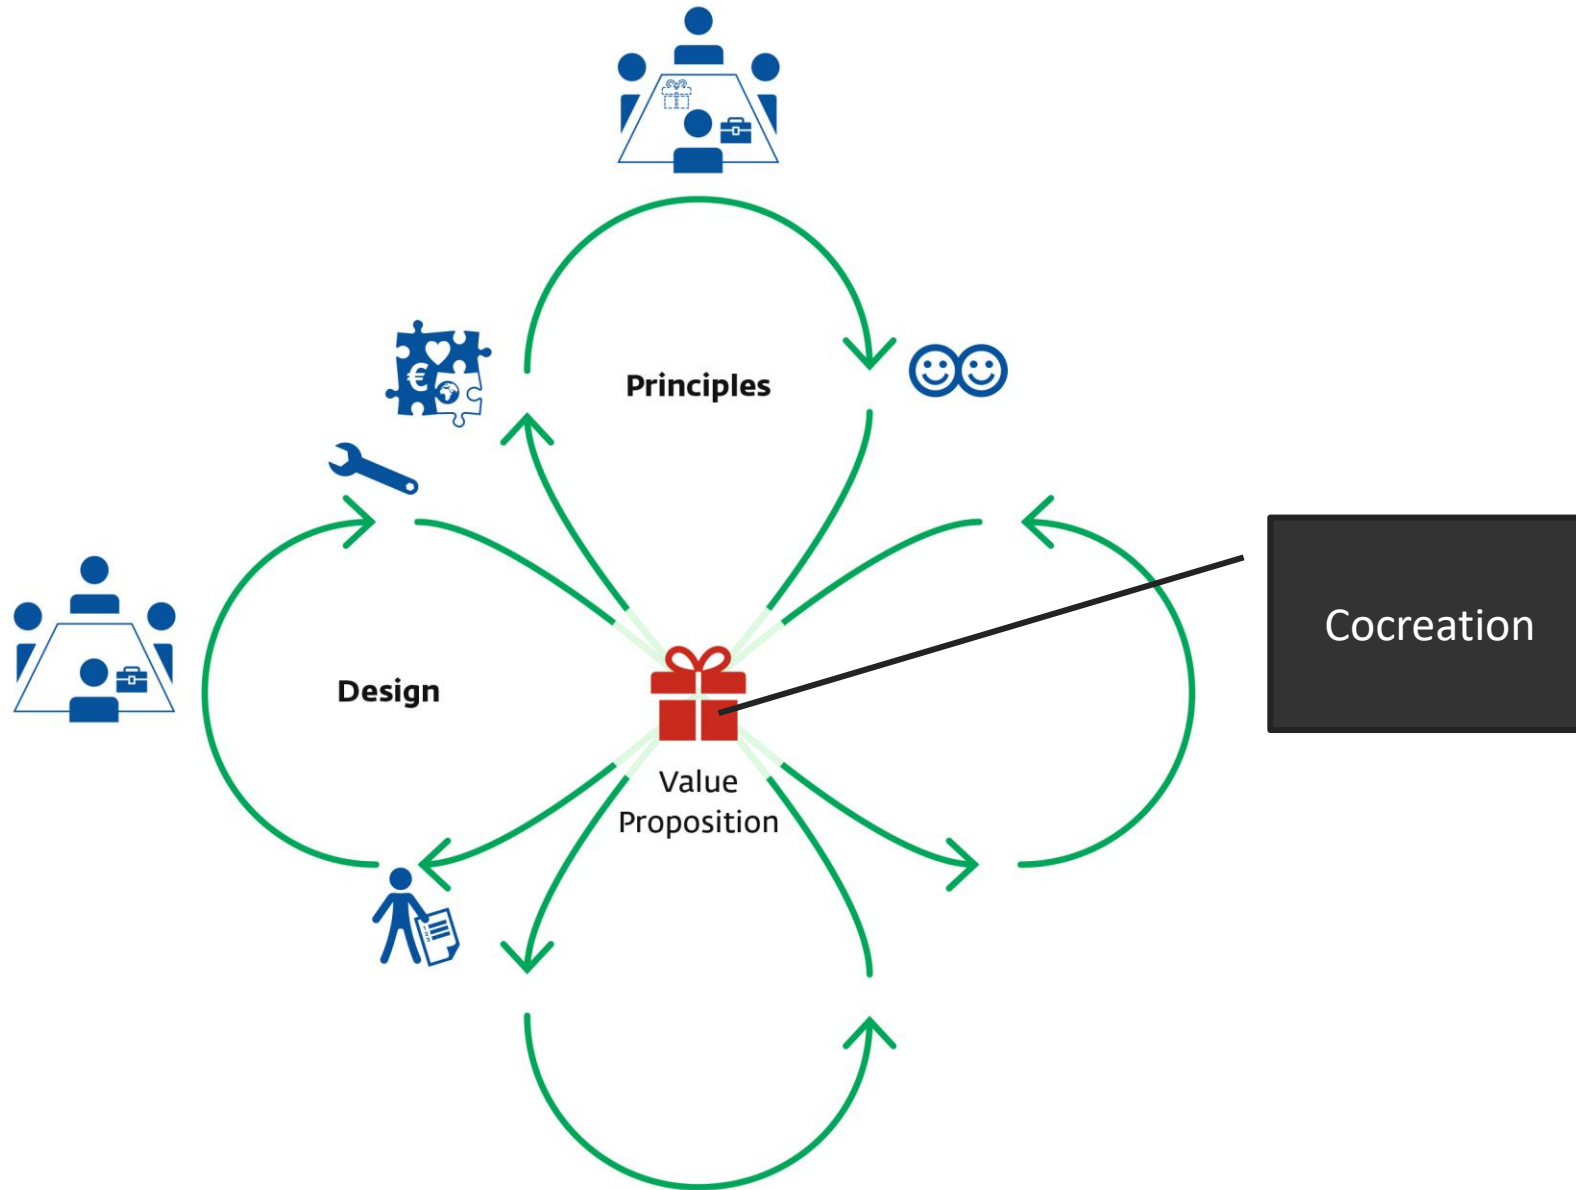 €
Principles
Design
Cocreation
Value
Proposition